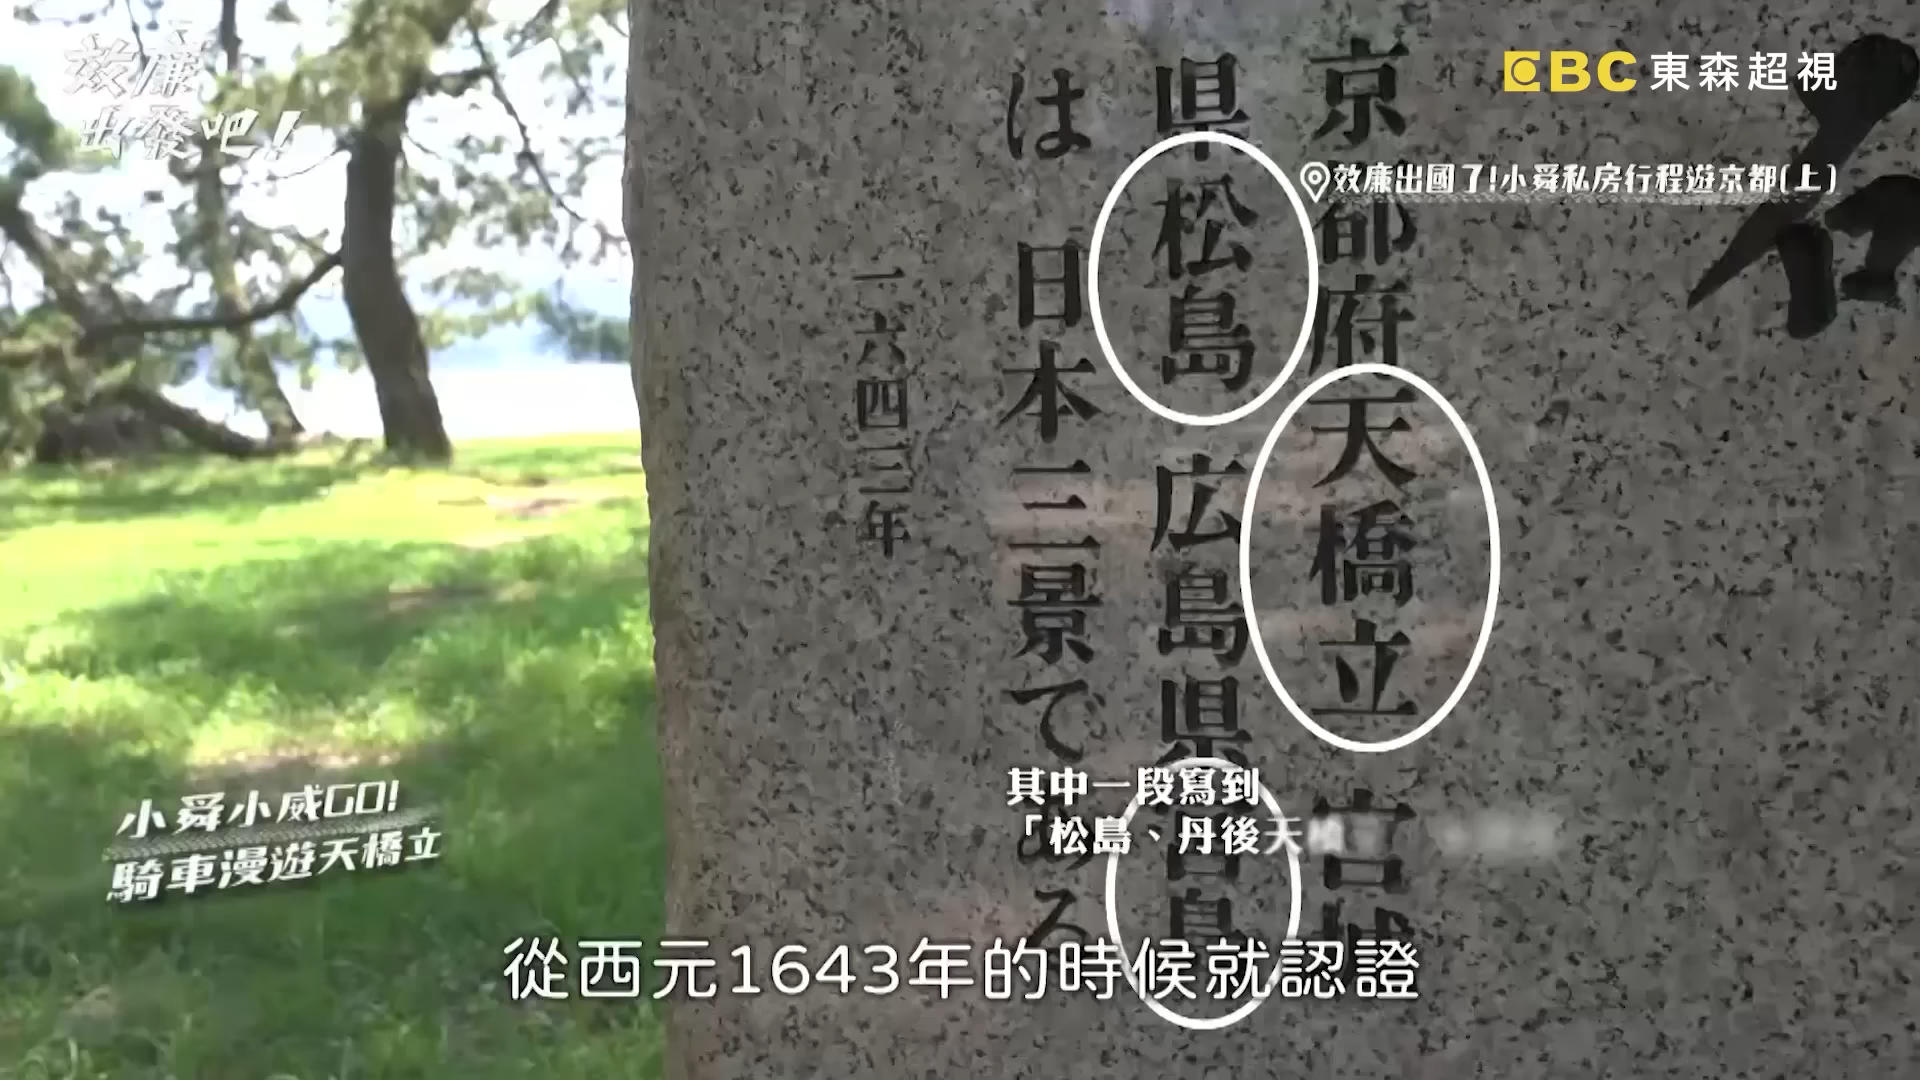 效廉
出發吧!
EBC 東森超視
效廉出國了!小舜私房行程遊京都(上)
京都府天橋立 宮城
県松島 広島県宮島
は 日本三景である
一六四三年
小舜小威GO!
騎車漫遊天橋立
其中一段寫到
「松島、丹後天橋
從西元1643年的時候就認證